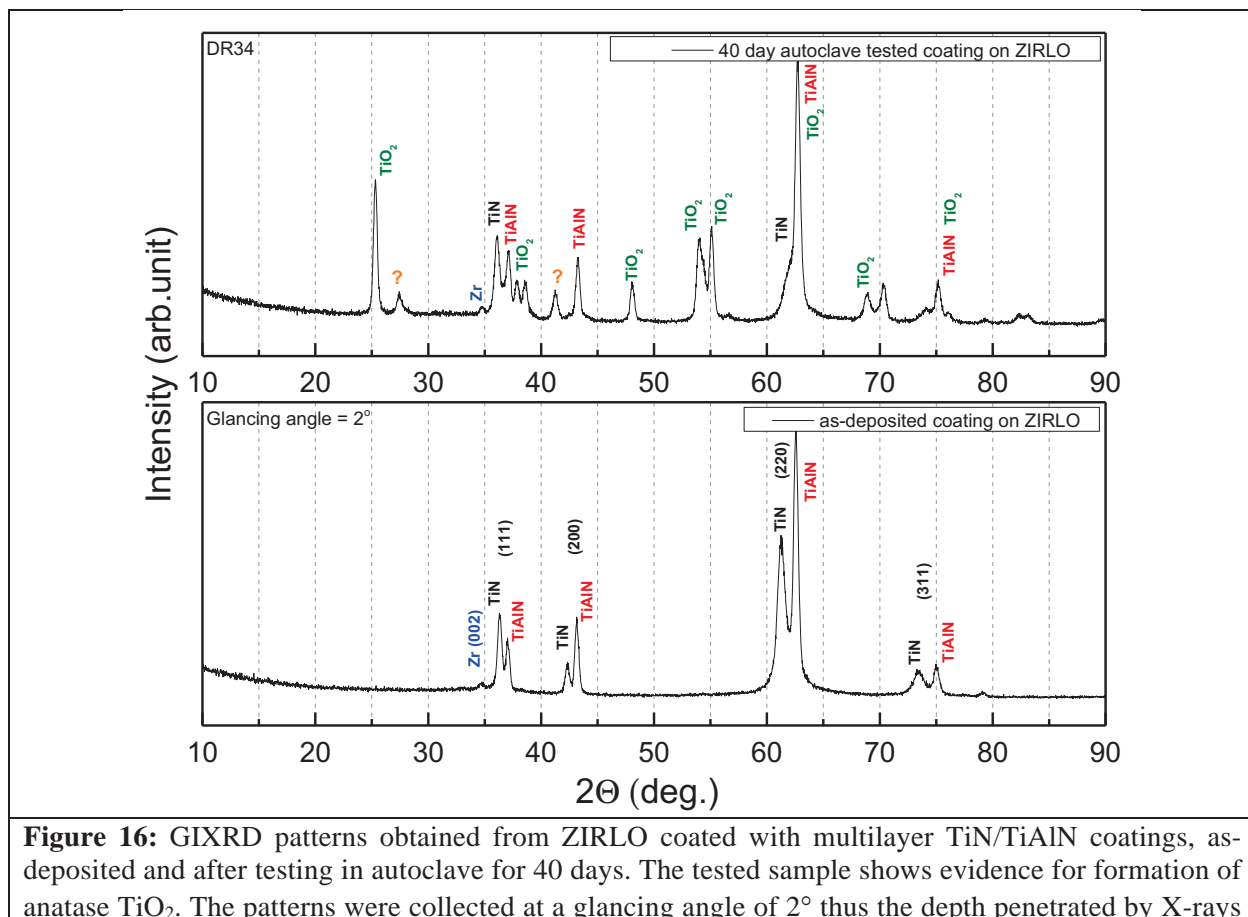 DR34
40 day autoclave tested coating on ZIRLO
TiO2
?
Zr
TiN
TiAlN
TiO2
?
TiAlN
TiO2
TiO2
TiO2
TiN
TiAlN
TiO2
TiO2
TiAlN
TiO2
10 20 30 40 50 60 70 80 90
Intensity (arb.unit)
Glancing angle = 2°
as-deposited coating on ZIRLO
Zr (002)
TiN
(111)
TiAlN
TiN
(200)
TiAlN
TiN
(220)
TiAlN
TiN
(311)
TiAlN
10 20 30 40 50 60 70 80 90
2Θ (deg.)
Figure 16: GIXRD patterns obtained from ZIRLO coated with multilayer TiN/TiAlN coatings, as-
deposited and after testing in autoclave for 40 days. The tested sample shows evidence for formation of
anatase TiO2. The patterns were collected at a glancing angle of 2° thus the depth penetrated by X-rays